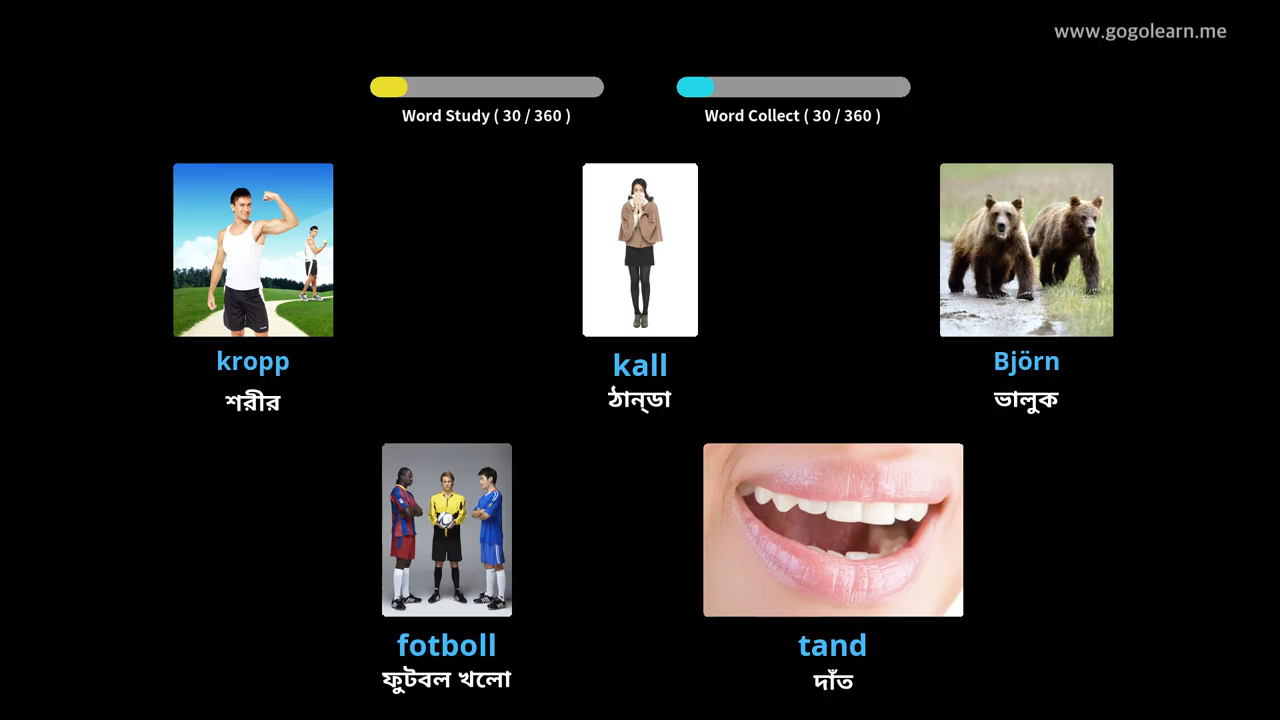 www.gogolearn.me
Word Study ( 30 / 360 )
Word Collect ( 30 / 360 )
kropp
শরীর
kall
ঠান্ডা
Björn
ভালুক
fotboll
ফুটবল খলো
tand
দাঁত